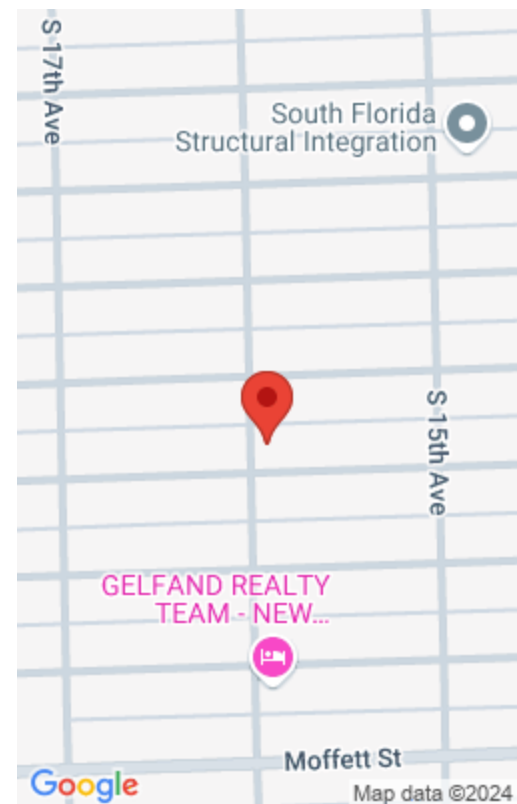 S 17th Ave
South Florida
Structural Integration
S 15th Ave
GELFAND REALTY
TEAM - NEW...
Moffett St
Google
Map data ©2024